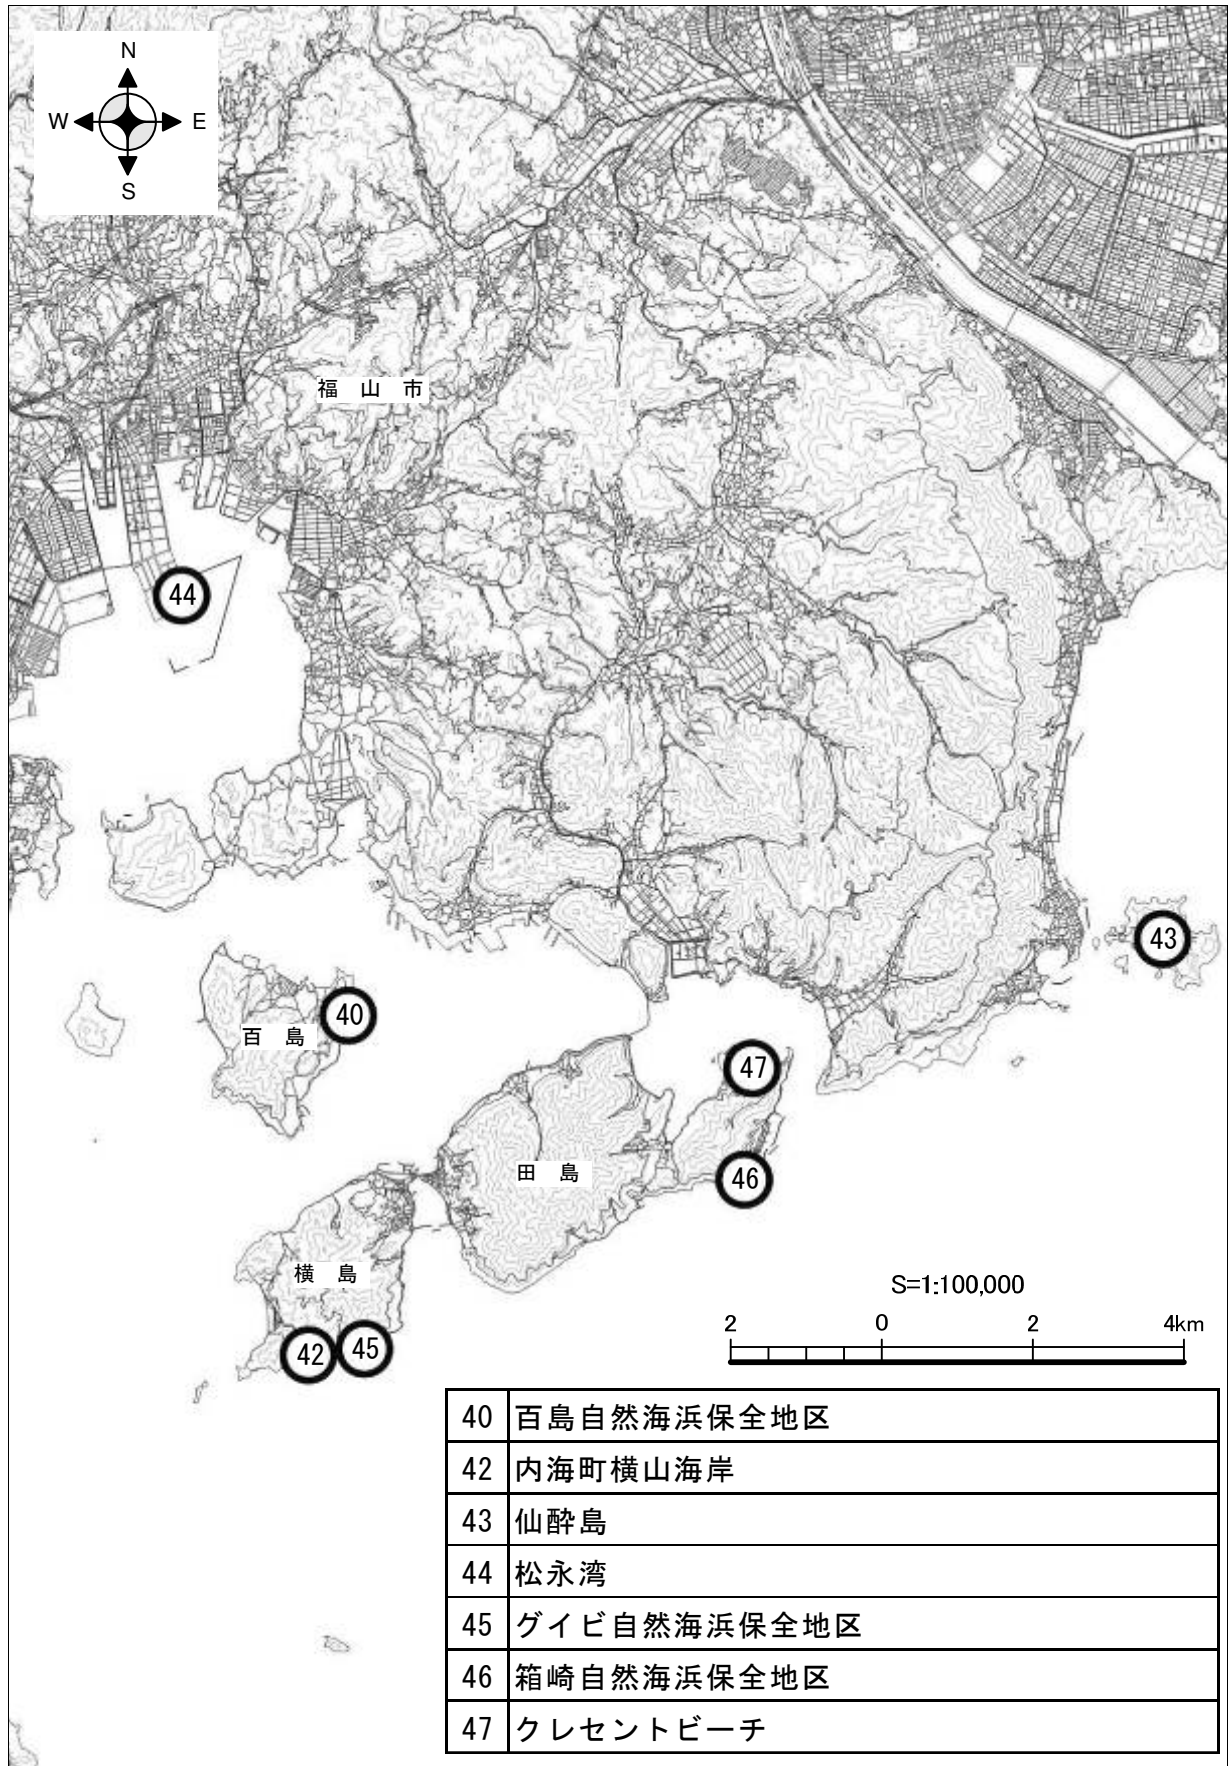 N
W E
S
福山市
44
43
40
百島
47
田島
46
横島
42 45
S=1:100,000
2 0 2 4km
40 百島自然海浜保全地区
42 内海町横山海岸
43 仙酔島
44 松永湾
45 グイビ自然海浜保全地区
46 箱崎自然海浜保全地区
47 クレセントビーチ